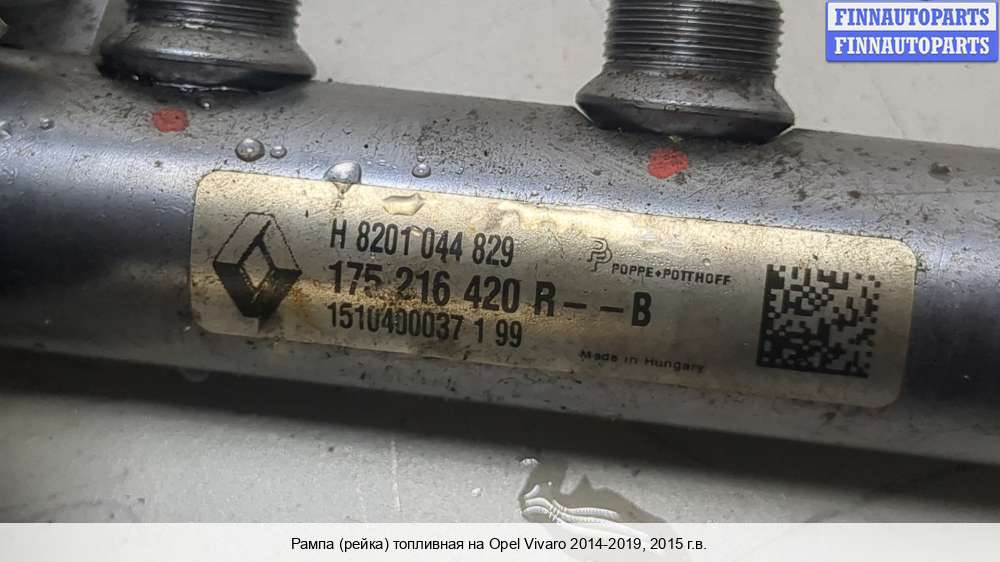 FINNAUTOPARTS
FINNAUTOPARTS
H 8201 044 829
175 216 420 R - - B
1510400037 1 99
POPPE+POTTHOFF
Made in Hungary
Рампа (рейка) топливная на Opel Vivaro 2014-2019, 2015 г.в.